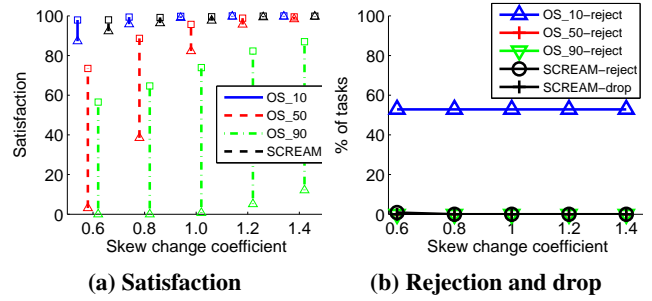 100
80
60
40
20
0
Satisfaction
0.6 0.8 1.0 1.2 1.4
Skew change coefficient
OS_10
OS_50
OS_90
SCREAM
(a) Satisfaction
OS_10−reject
OS_50−reject
OS_90−reject
SCREAM−reject
SCREAM−drop
100
80
60
40
20
0
% of tasks
0.6 0.8 1 1.2 1.4
Skew change coefficient
(b) Rejection and drop